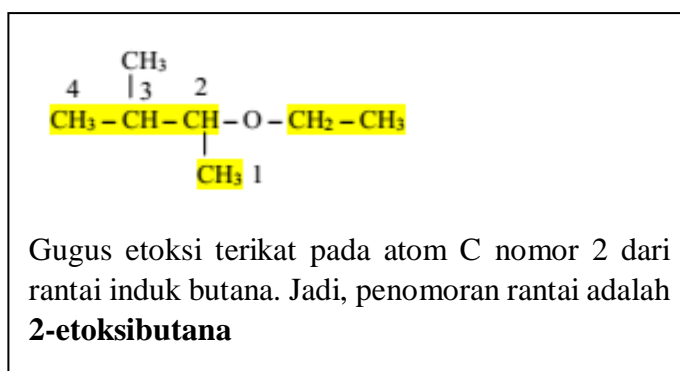 CH₃
4 | 3 2
CH₃ – CH – CH – O – CH₂ – CH₃
|
CH₃ 1
Gugus etoksi terikat pada atom C nomor 2 dari
rantai induk butana. Jadi, penomoran rantai adalah
2-etoksibutana